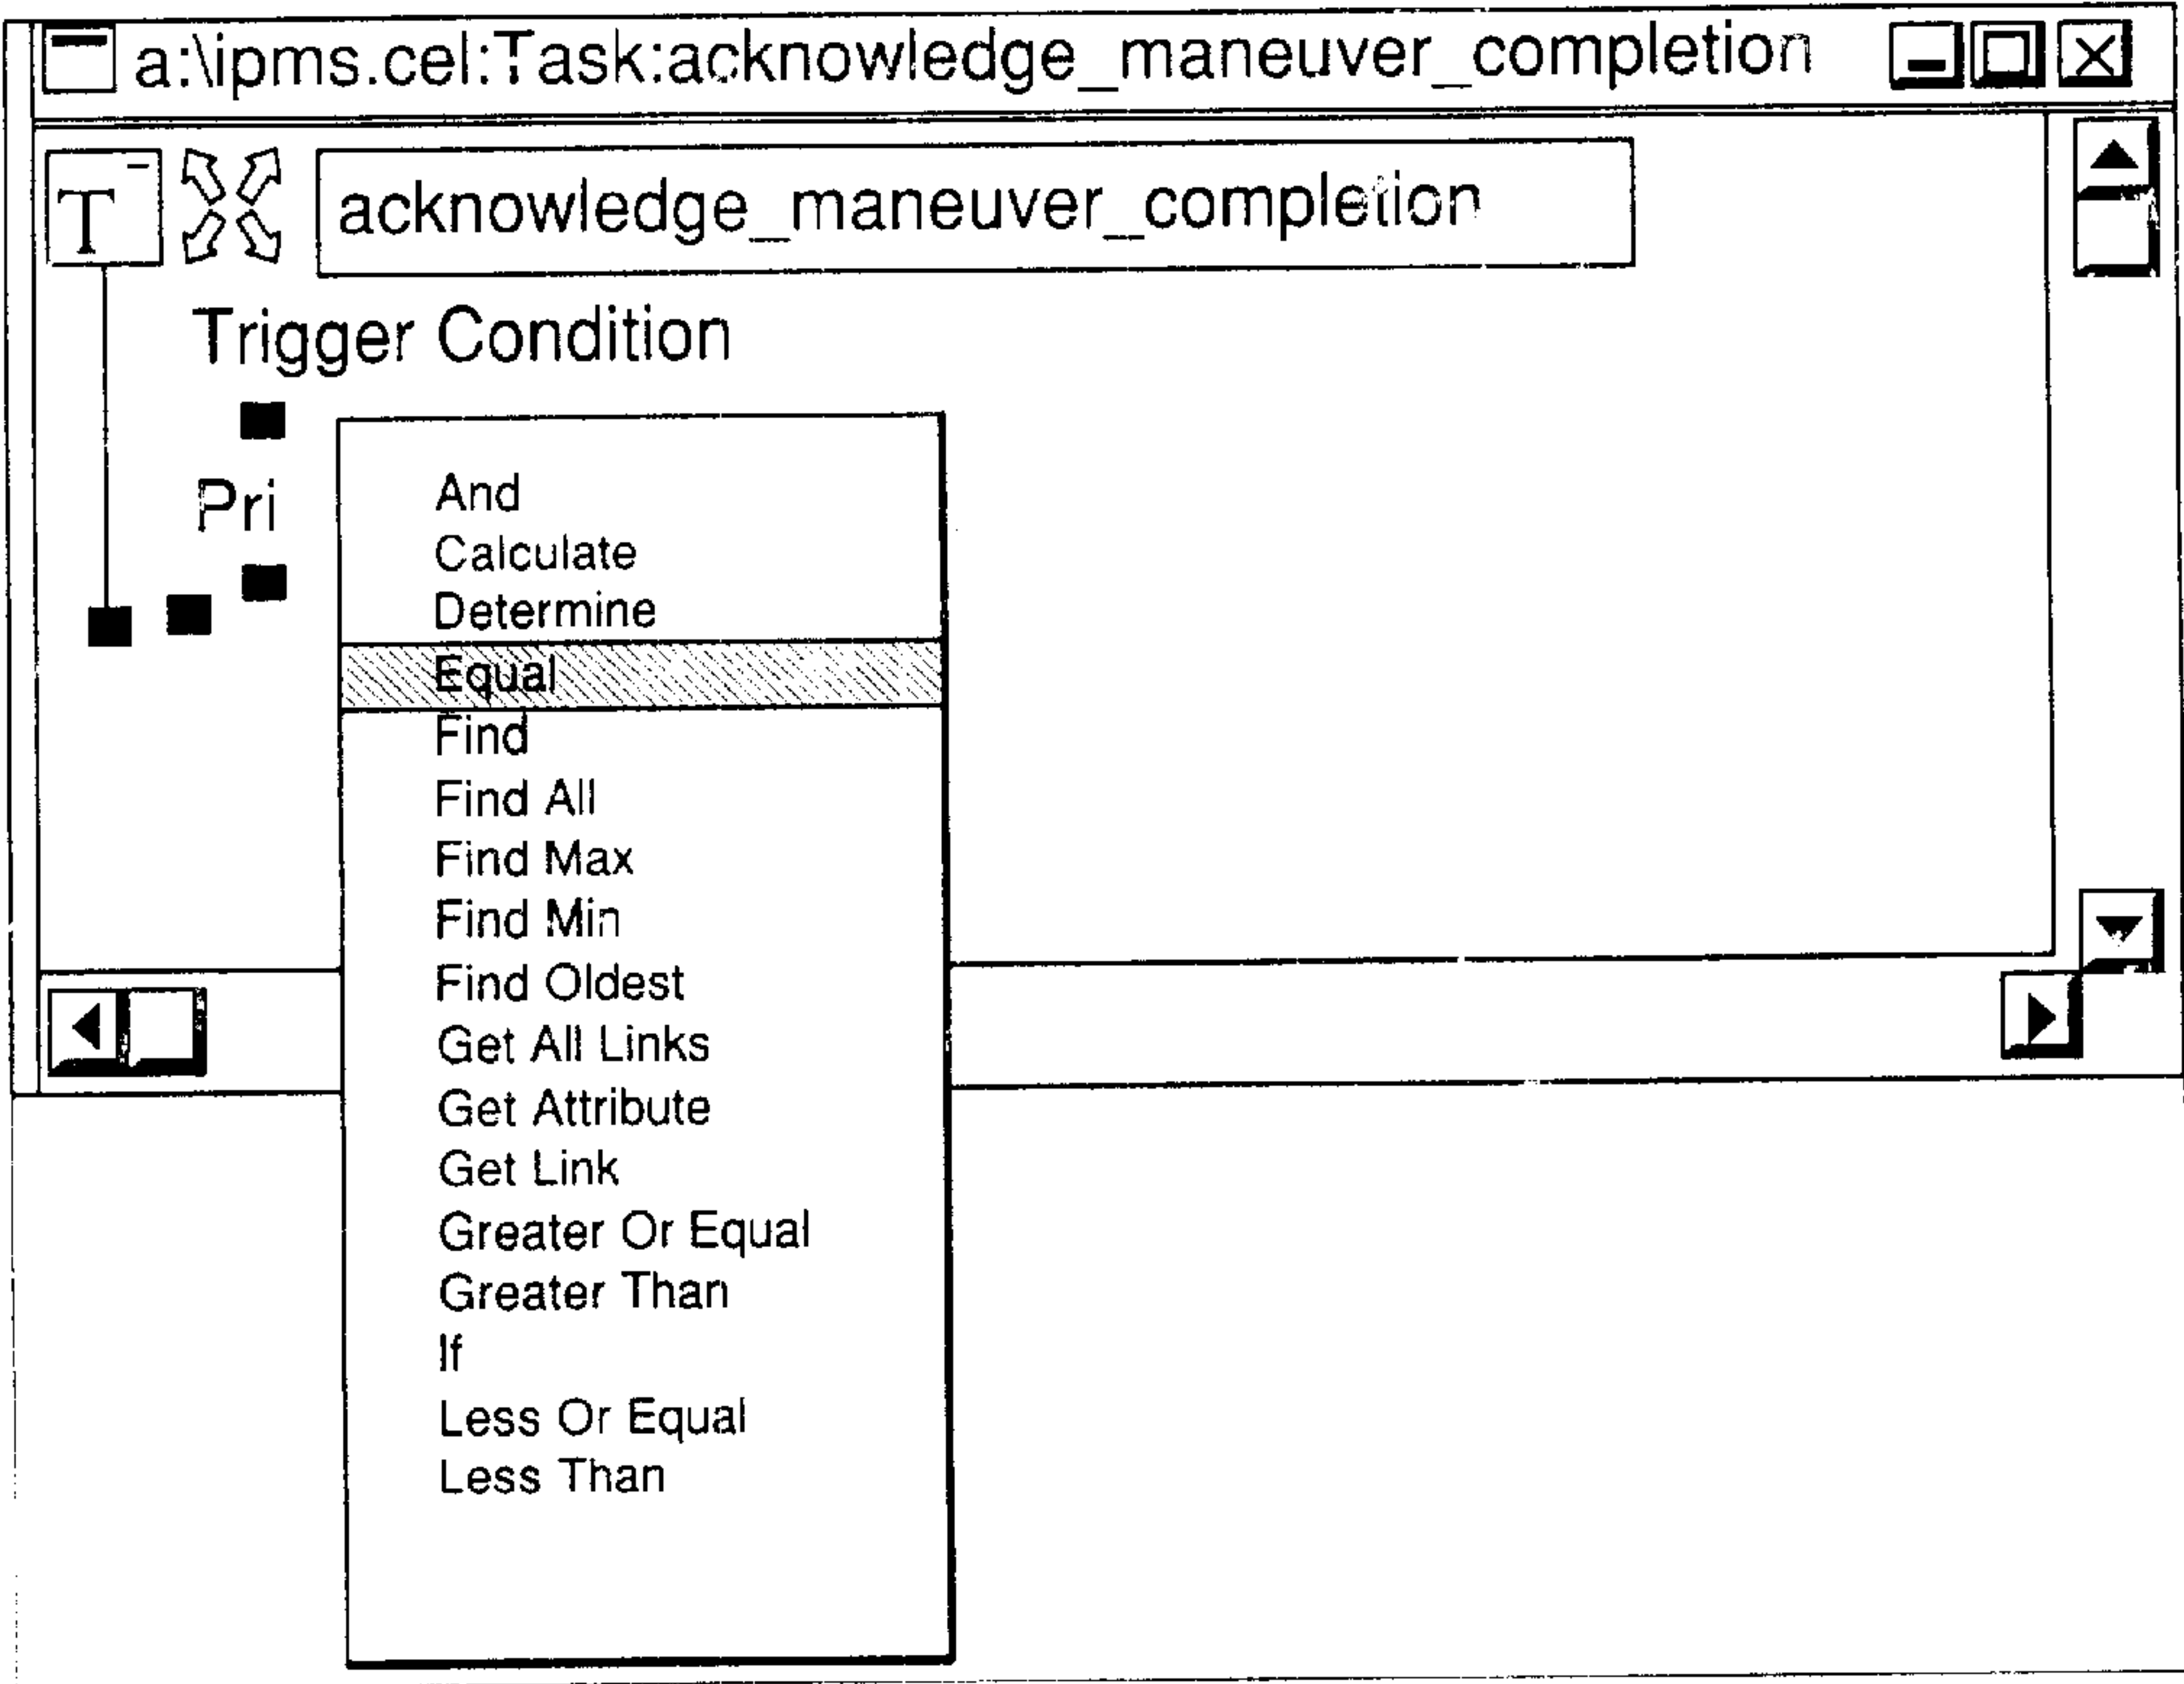 a:\ipms.cel:Task:acknowledge_maneuver_completion
T
acknowledge_maneuver_completion
Trigger Condition
Pri
And
Calculate
Determine
Equal
Find
Find All
Find Max
Find Min
Find Oldest
Get All Links
Get Attribute
Get Link
Greater Or Equal
Greater Than
If
Less Or Equal
Less Than